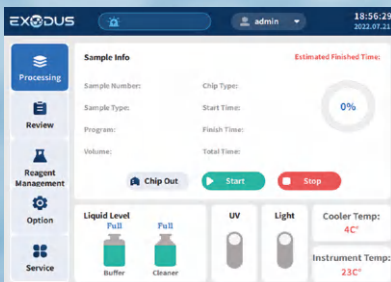 EXODUS
admin
18:56:29
2022.07.21
Processing
Review
Reagent
Management
Option
Service
Sample Info
Estimated Finished Time:
Sample Number:
Chip Type:
Sample Type:
Start Time:
Program:
Finish Time:
Volume:
Total Time:
0%
Chip Out
Start
Stop
Liquid Level
Full
Full
Buffer
Cleaner
UV
Light
Cooler Temp:
4C°
Instrument Temp:
23C°